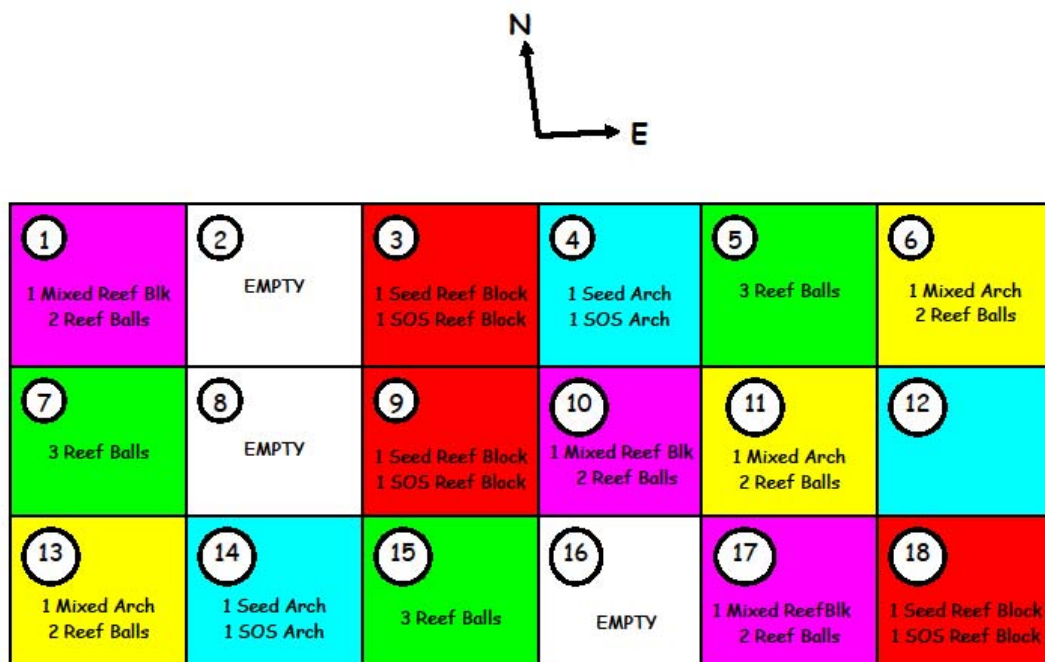 N
E
1
1 Mixed Reef Blk
2 Reef Balls
2
EMPTY
3
1 Seed Reef Block
1 SOS Reef Block
4
1 Seed Arch
1 SOS Arch
5
3 Reef Balls
6
1 Mixed Arch
2 Reef Balls
7
3 Reef Balls
8
EMPTY
9
1 Seed Reef Block
1 SOS Reef Block
10
1 Mixed Reef Blk
2 Reef Balls
11
1 Mixed Arch
2 Reef Balls
12
13
1 Mixed Arch
2 Reef Balls
14
1 Seed Arch
1 SOS Arch
15
3 Reef Balls
16
EMPTY
17
1 Mixed ReefBlk
2 Reef Balls
18
1 Seed Reef Block
1 SOS Reef Block